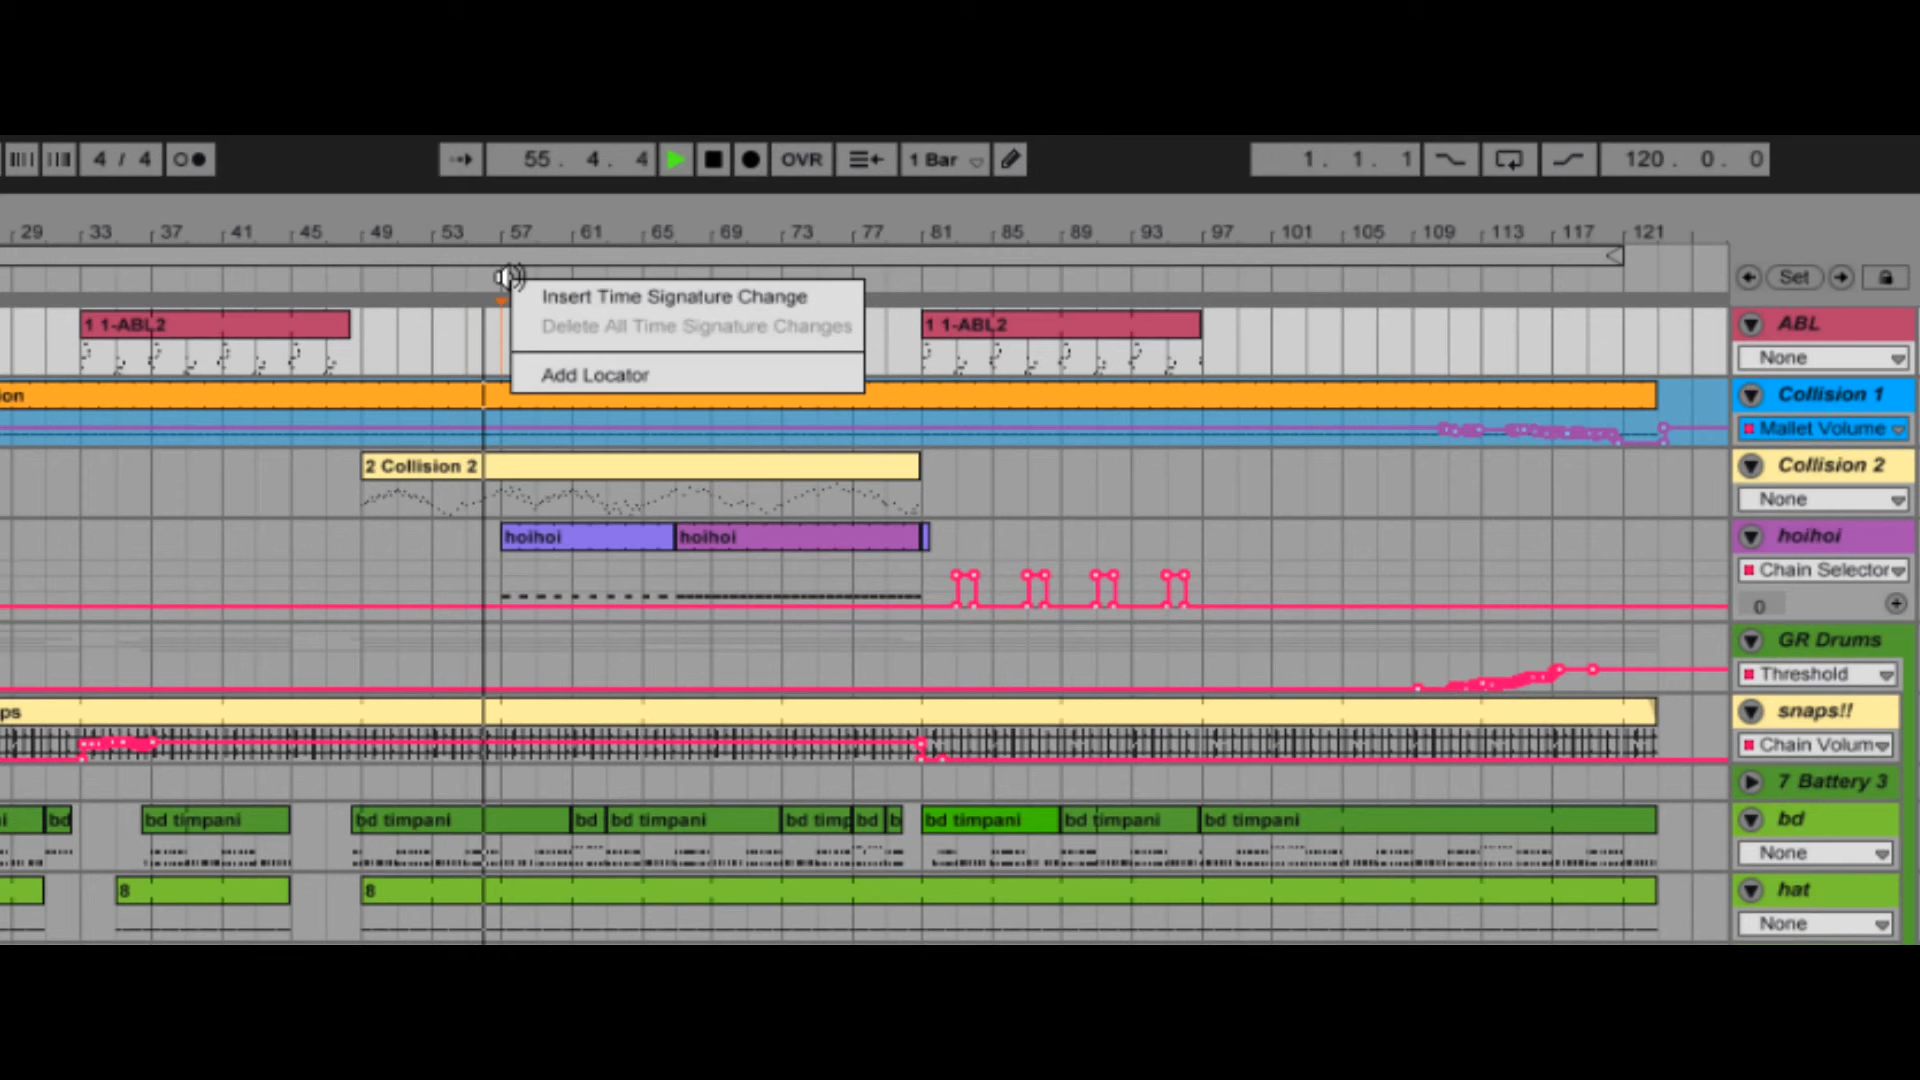 4 / 4 55. 4. 4 OVR 1 Bar 1. 1. 1 120. 0. 0
29 33 37 41 45 49 53 57 61 65 69 73 77 81 85 89 93 97 101 105 109 113 117 121
Set
Insert Time Signature Change
Delete All Time Signature Changes
Add Locator
1 1-ABL2 1 1-ABL2 ABL
None
ion Collision 1
Mallet Volume
2 Collision 2 Collision 2
None
hoihoi hoihoi hoihoi
Chain Selector
0
GR Drums
Threshold
ps snaps!!
Chain Volum
7 Battery 3
i bd bd timpani bd timpani bd bd timpani bd timp bd b bd timpani bd timpani bd timpani bd
None
8 8 hat
None